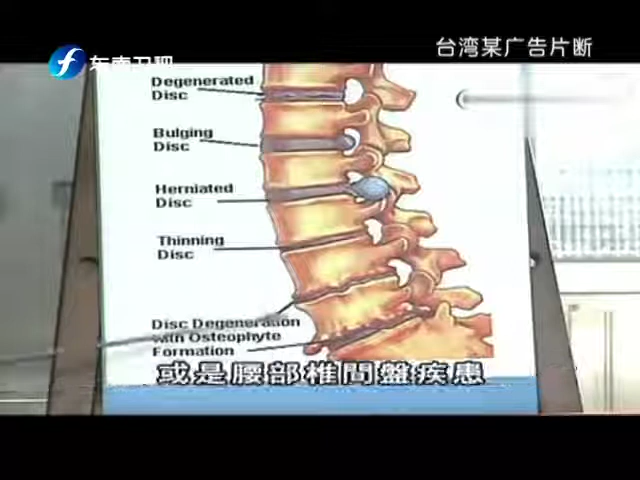 台湾某广告片断
东南卫视
Degenerated
Disc
Bulging
Disc
Herniated
Disc
Thinning
Disc
Disc Degeneration
with Osteophyte
Formation
或是腰部椎間盤疾患